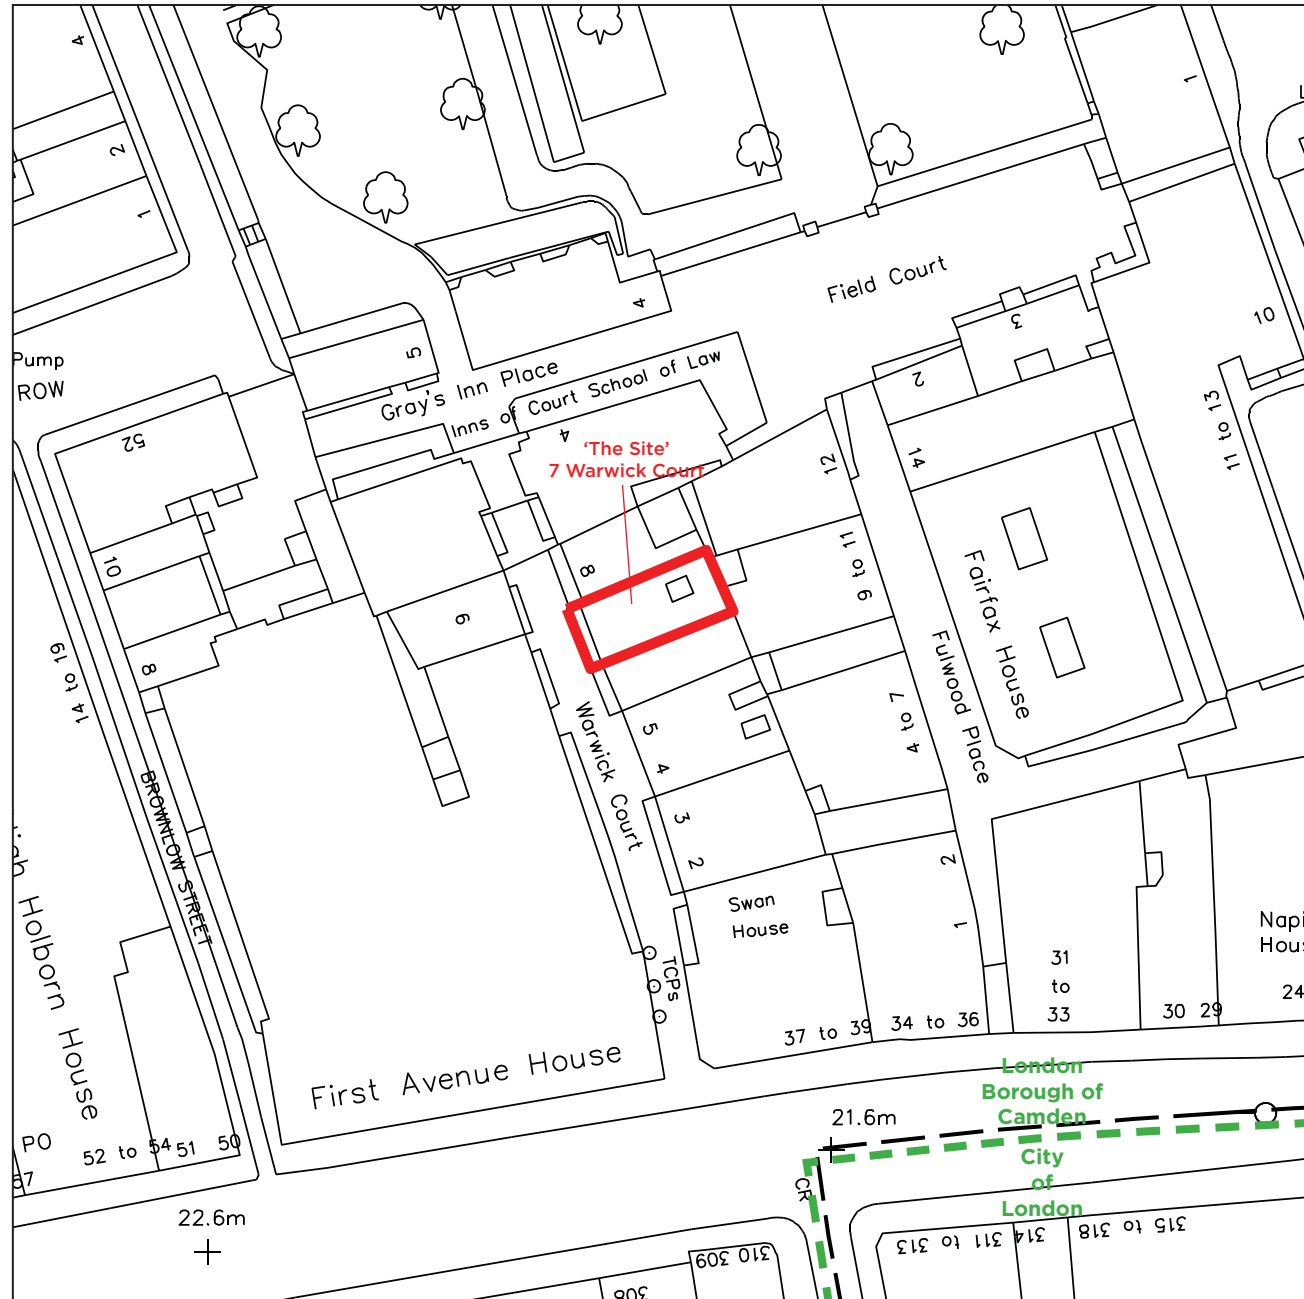 4
2
1
1
Field Court
4
3
10
5
2
Pump
ROW
Gray's Inn Place
Inns of Court School of Law
4
52
'The Site'
7 Warwick Court
12
14
11 to 13
10
8
9 to 11
Fairfax House
6
8
14 to 19
Fulwood Place
Warwick Court
5
4
4 to 7
3
2
2
BROWNLOW STREET
Holborn House
Swan
House
1
TCPs
31
to
33
30
29
24
37 to 39
34 to 36
First Avenue House
London
Borough of
Camden
21.6m
City
of
London
PO
52 to 54
51
50
57
CR
22.6m
310
309
308
311 to 313
314
315 to 318